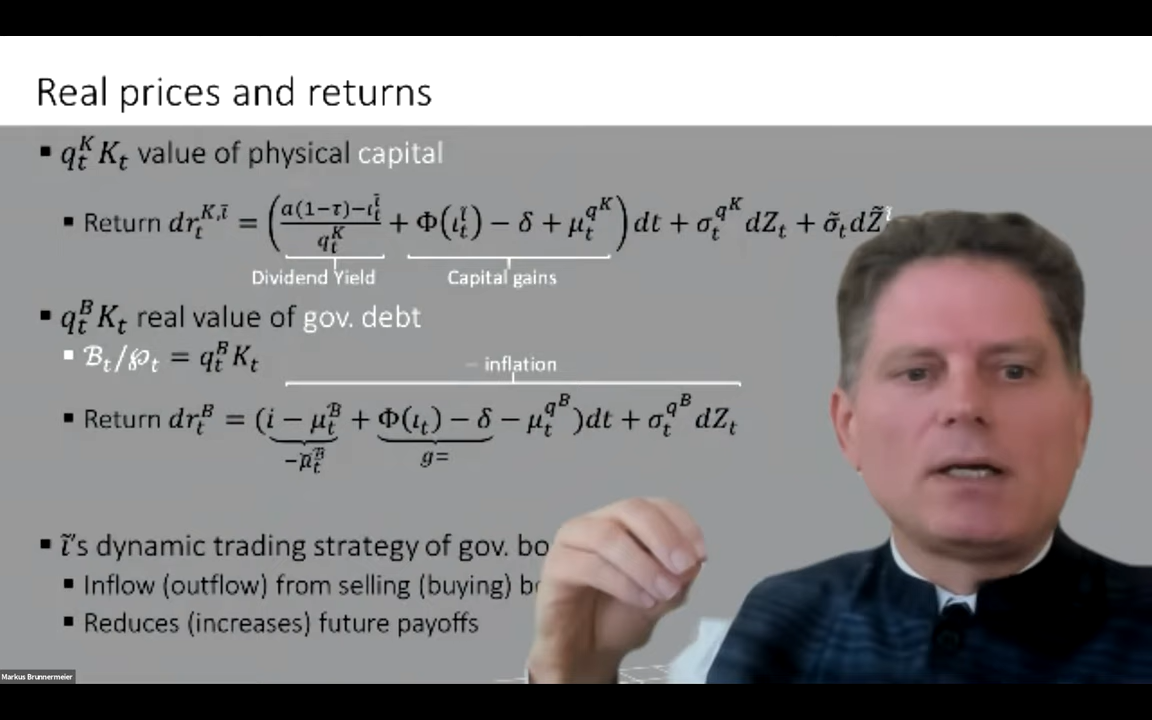 Real prices and returns
▪ q_t^K K_t value of physical capital
▪ Return dr_t^{K,ĩ} = ( (a(1−τ)−ι_t^ĩ)/q_t^K + Φ(ι_t^ĩ) − δ + μ_t^{q^K} ) dt + σ_t^{q^K} dZ_t + σ̃_t dZ̃
Dividend Yield Capital gains
▪ q_t^B K_t real value of gov. debt
▪ ℬ_t/℘_t = q_t^B K_t
− inflation
▪ Return dr_t^B = (i − μ_t^ℬ + Φ(ι_t) − δ − μ_t^{q^B})dt + σ_t^{q^B} dZ_t
−μ̆_t^ℬ g=
▪ ĩ's dynamic trading strategy of gov. bo
▪ Inflow (outflow) from selling (buying) b
▪ Reduces (increases) future payoffs
Markus Brunnermeier